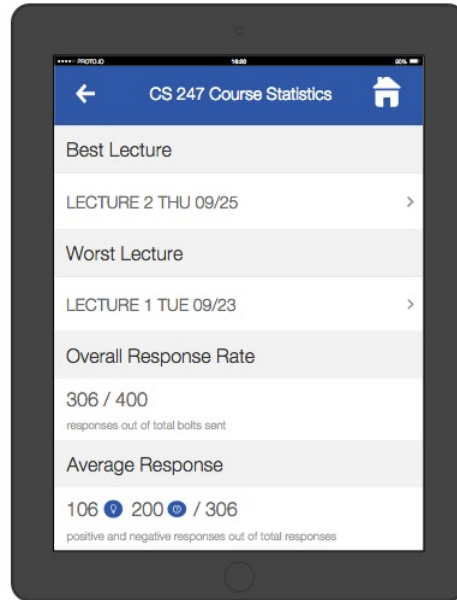 PROTO.IO 16:20 90%
CS 247 Course Statistics
Best Lecture
LECTURE 2 THU 09/25
Worst Lecture
LECTURE 1 TUE 09/23
Overall Response Rate
306 / 400
responses out of total bolts sent
Average Response
106 200 / 306
positive and negative responses out of total responses